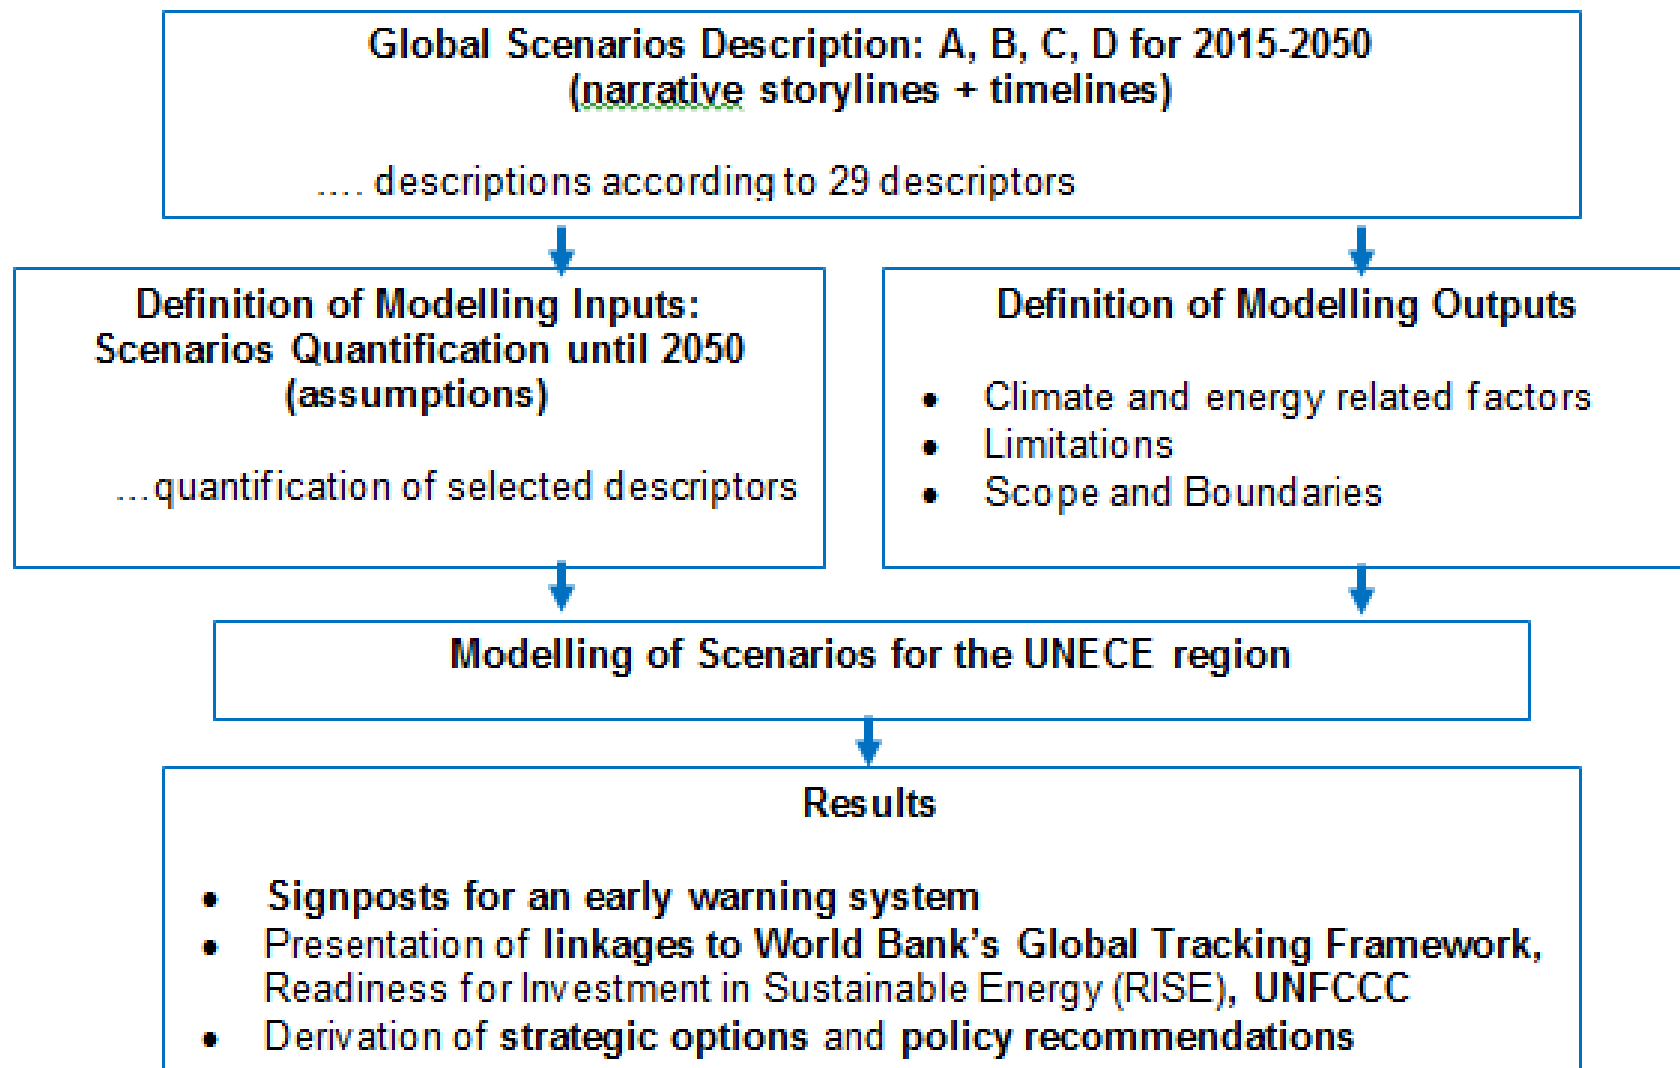 Global Scenarios Description: A, B, C, D for 2015-2050
(narrative storylines + timelines)
.... descriptions according to 29 descriptors
Definition of Modelling Inputs:
Scenarios Quantification until 2050
(assumptions)
...quantification of selected descriptors
Definition of Modelling Outputs
• Climate and energy related factors
• Limitations
• Scope and Boundaries
Modelling of Scenarios for the UNECE region
Results
• Signposts for an early warning system
• Presentation of linkages to World Bank's Global Tracking Framework,
Readiness for Investment in Sustainable Energy (RISE), UNFCCC
• Derivation of strategic options and policy recommendations